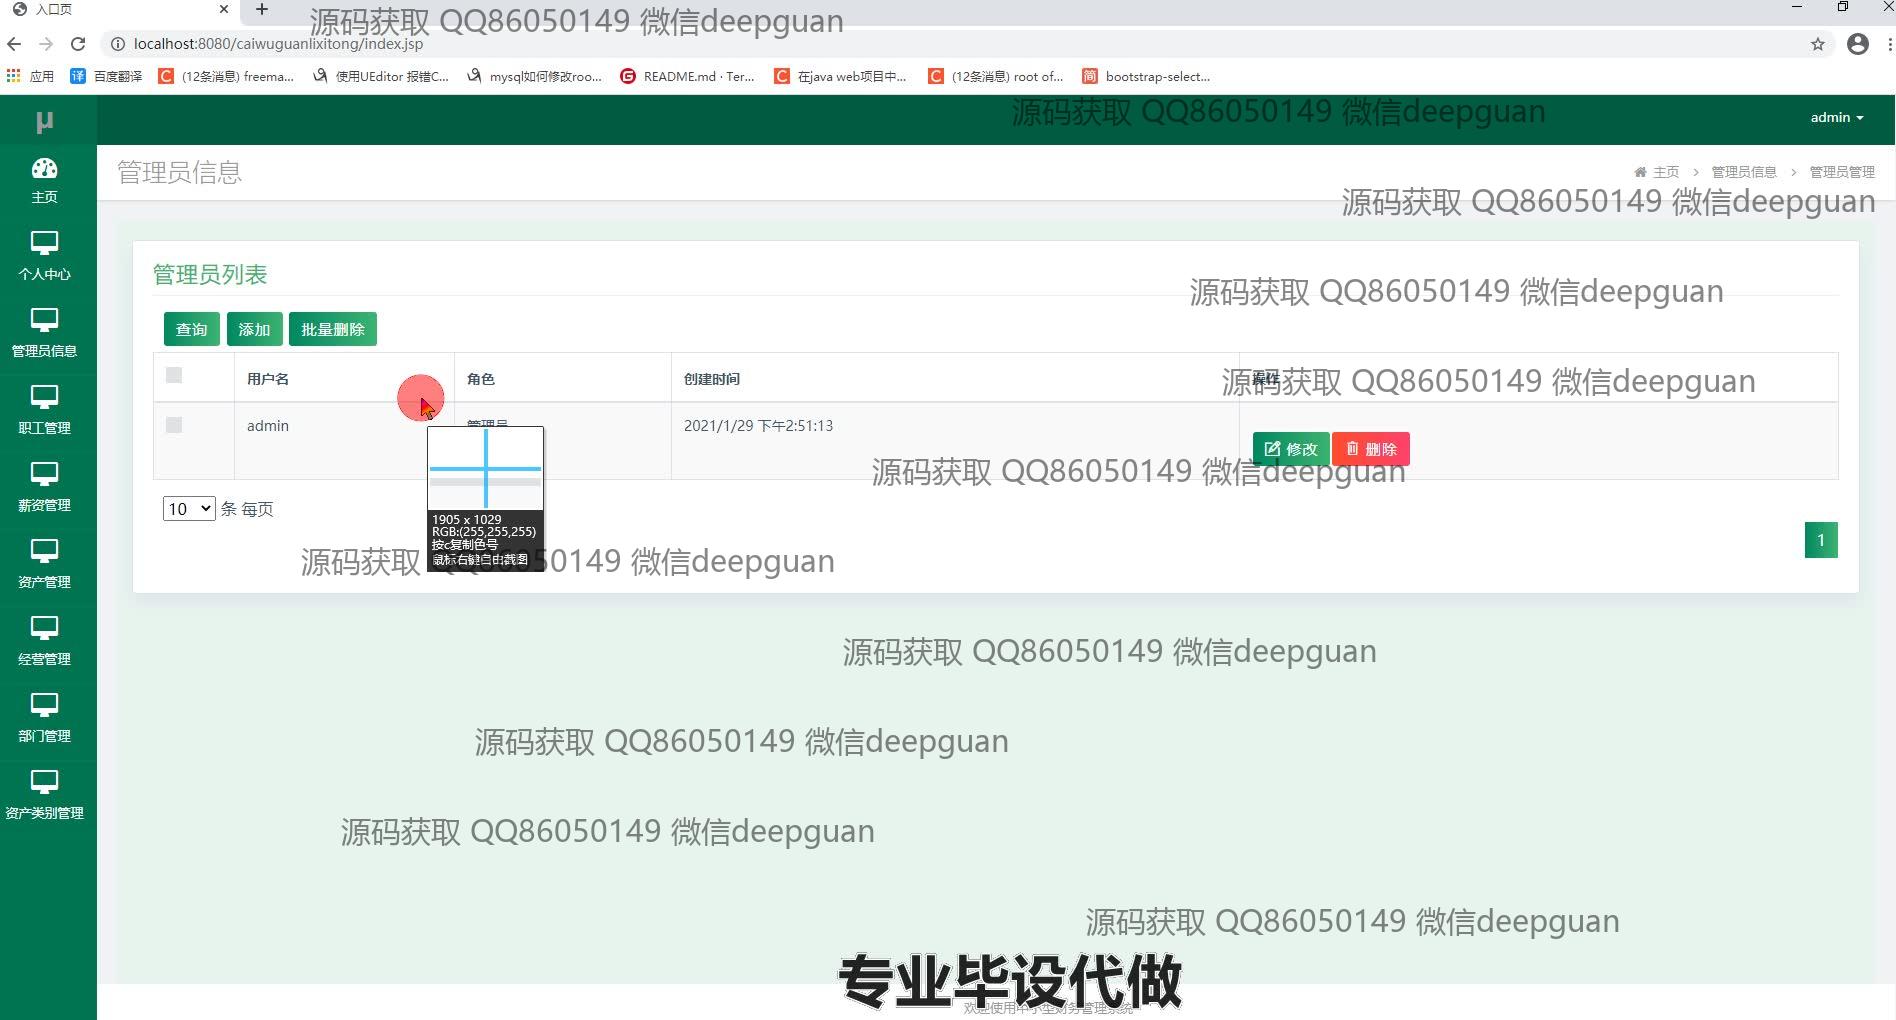 入口页
源码获取 QQ86050149 微信deepguan
localhost:8080/caiwuguanlixitong/index.jsp
应用
百度翻译
(12条消息) freema...
使用UEditor 报错C...
mysql如何修改roo...
README.md · Ter...
在java web项目中...
(12条消息) root of...
bootstrap-select...
μ
源码获取 QQ86050149 微信deepguan
admin
管理员信息
主页 > 管理员信息 > 管理员管理
源码获取 QQ86050149 微信deepguan
主页
个人中心
管理员信息
职工管理
薪资管理
资产管理
经营管理
部门管理
资产类别管理
管理员列表
源码获取 QQ86050149 微信deepguan
查询 添加 批量删除
用户名 角色 创建时间 操作
源码获取 QQ86050149 微信deepguan
admin 管理员 2021/1/29 下午2:51:13
修改 删除
源码获取 QQ86050149 微信deepguan
10 条 每页
1905 x 1029
RGB:(255,255,255)
按c复制色号
鼠标右键自由截图
1
源码获取 QQ86050149 微信deepguan
源码获取 QQ86050149 微信deepguan
源码获取 QQ86050149 微信deepguan
源码获取 QQ86050149 微信deepguan
源码获取 QQ86050149 微信deepguan
专业毕设代做
欢迎使用中小型财务管理系统